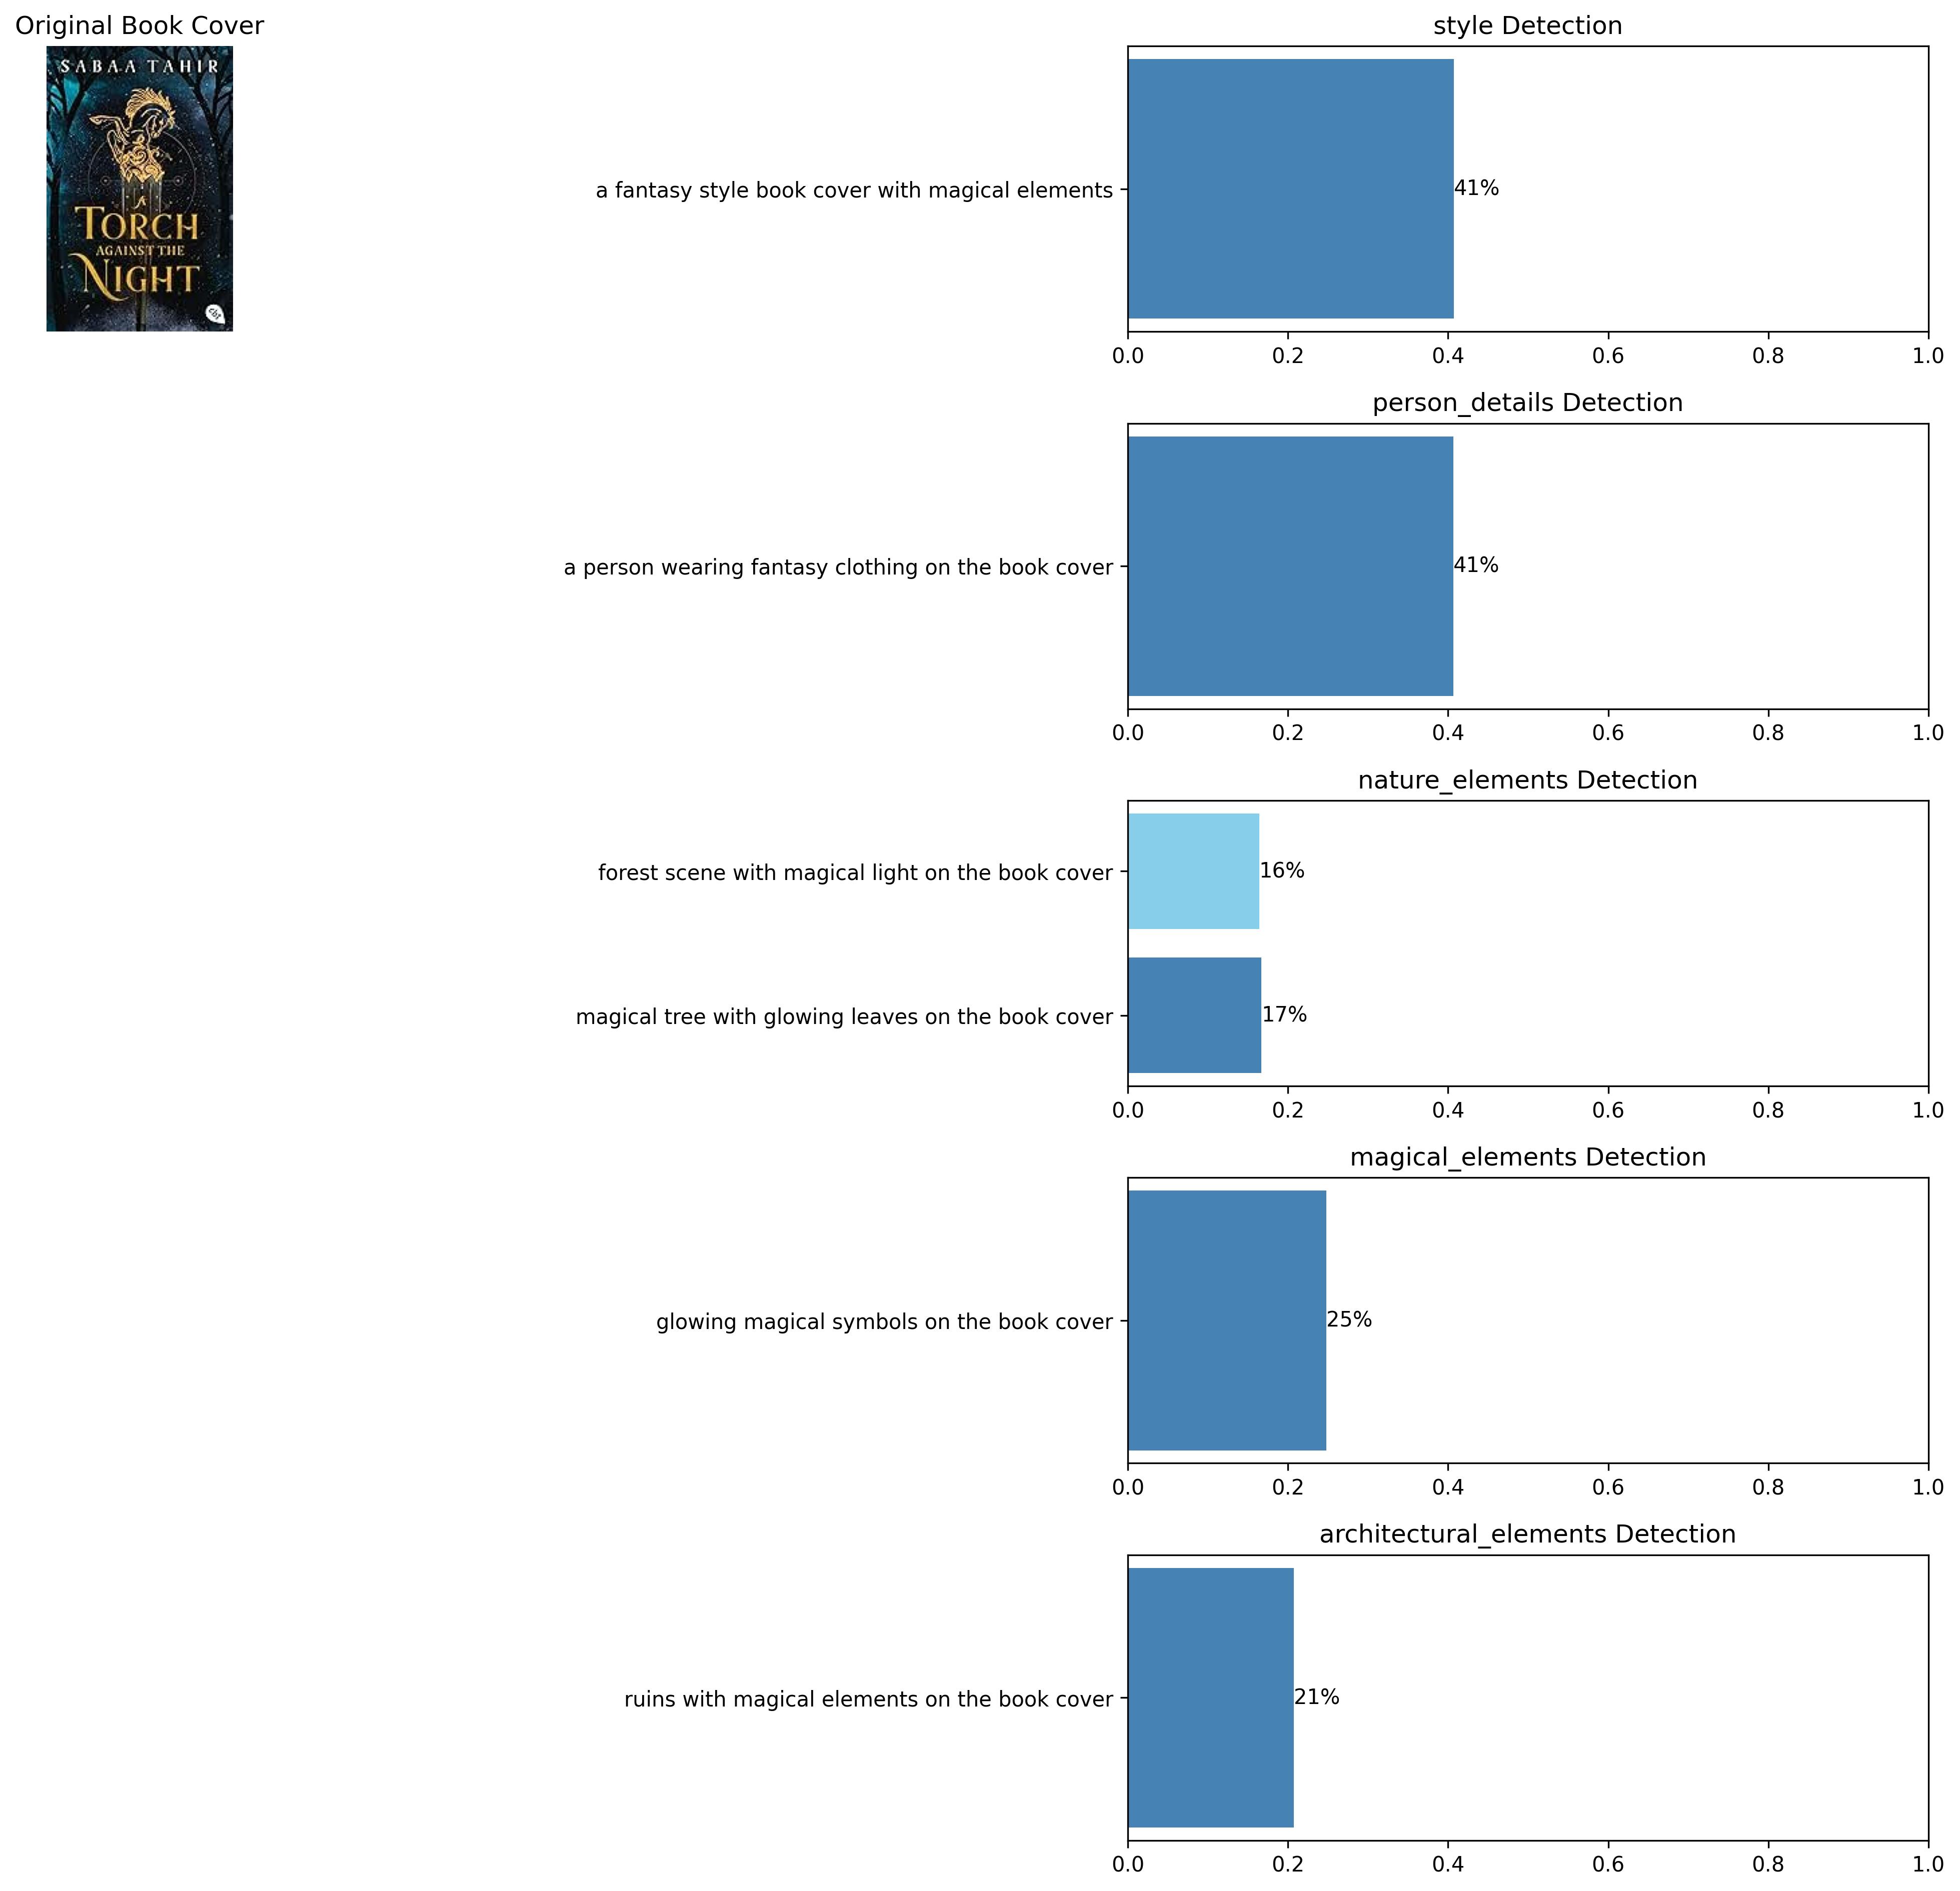 Original Book Cover
SABAA TAHIR
A
TORCH
AGAINST THE
NIGHT
cbt
style Detection
a fantasy style book cover with magical elements
41%
0.0 0.2 0.4 0.6 0.8 1.0
person_details Detection
a person wearing fantasy clothing on the book cover
41%
0.0 0.2 0.4 0.6 0.8 1.0
nature_elements Detection
forest scene with magical light on the book cover
16%
magical tree with glowing leaves on the book cover
17%
0.0 0.2 0.4 0.6 0.8 1.0
magical_elements Detection
glowing magical symbols on the book cover
25%
0.0 0.2 0.4 0.6 0.8 1.0
architectural_elements Detection
ruins with magical elements on the book cover
21%
0.0 0.2 0.4 0.6 0.8 1.0